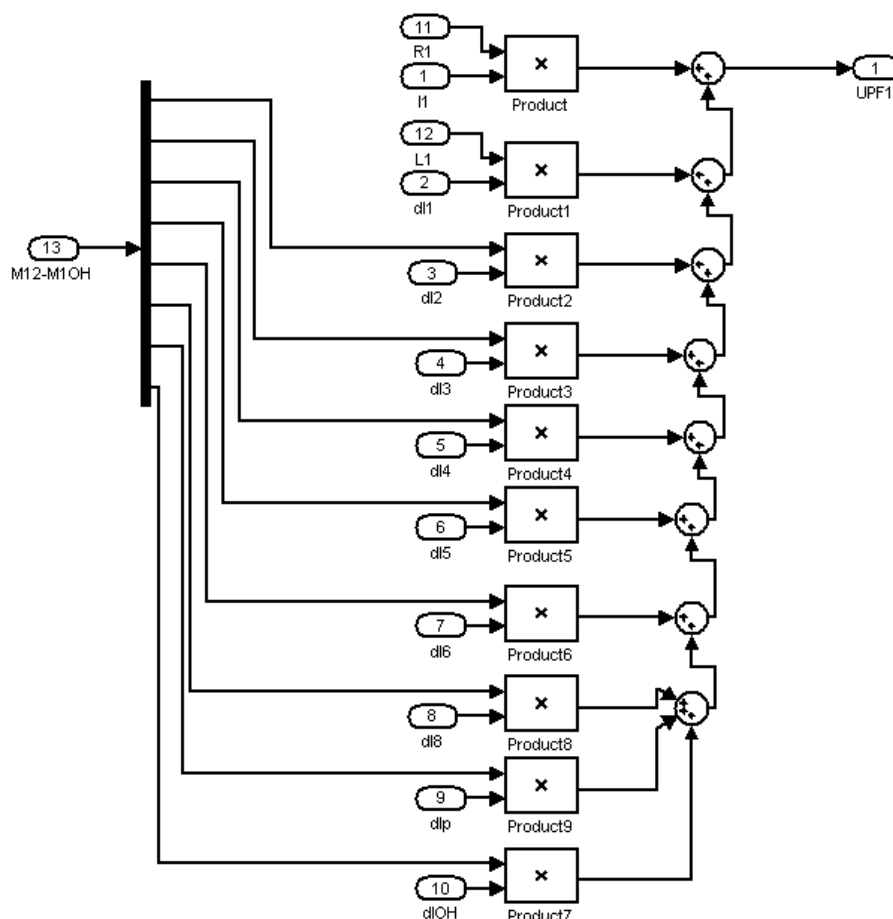 11
R1
1
I1
×
Product
1
UPF1
12
L1
2
dI1
×
Product1
13
M12-M1OH
3
dI2
×
Product2
4
dI3
×
Product3
5
dI4
×
Product4
6
dI5
×
Product5
7
dI6
×
Product6
8
dI8
×
Product8
9
dIp
×
Product9
10
dIOH
×
Product7